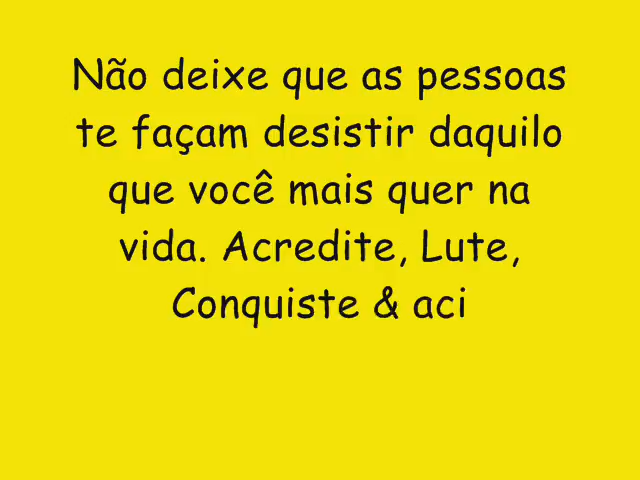 Não deixe que as pessoas
te façam desistir daquilo
que você mais quer na
vida. Acredite, Lute,
Conquiste & aci